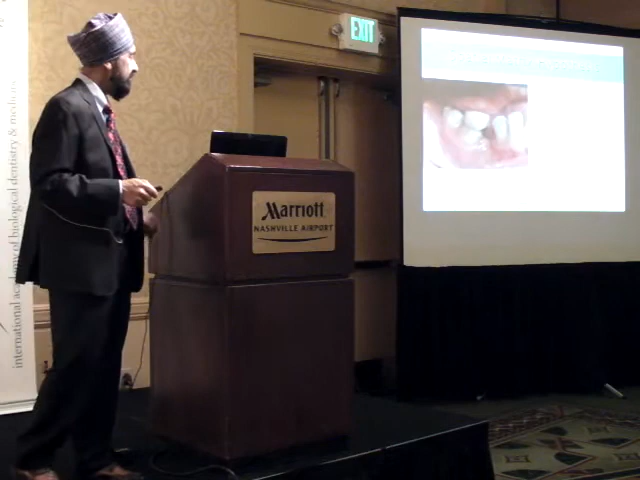 EXIT
Marriott
NASHVILLE AIRPORT
international academy of biological dentistry & medicine